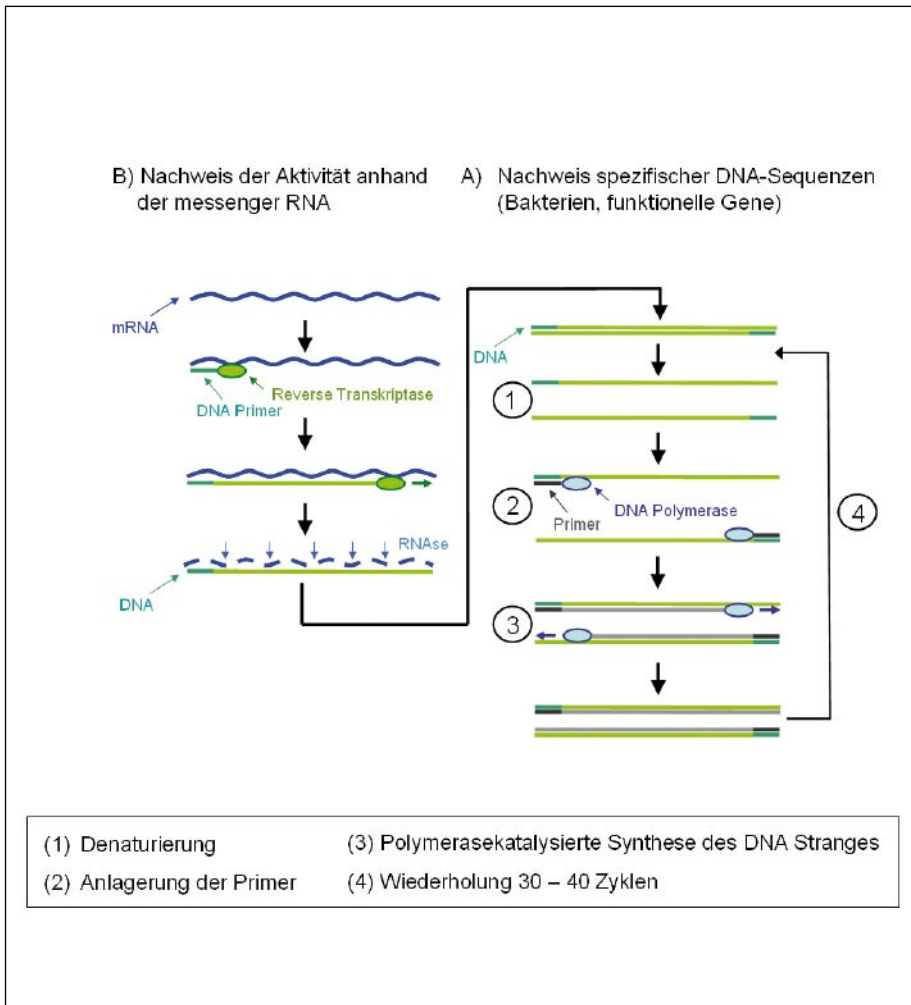 B) Nachweis der Aktivität anhand
der messenger RNA
A) Nachweis spezifischer DNA-Sequenzen
(Bakterien, funktionelle Gene)
mRNA
Reverse Transkriptase
DNA Primer
RNAse
DNA
DNA
1
2
Primer
DNA Polymerase
3
4
(1) Denaturierung
(2) Anlagerung der Primer
(3) Polymerasekatalysierte Synthese des DNA Stranges
(4) Wiederholung 30 – 40 Zyklen